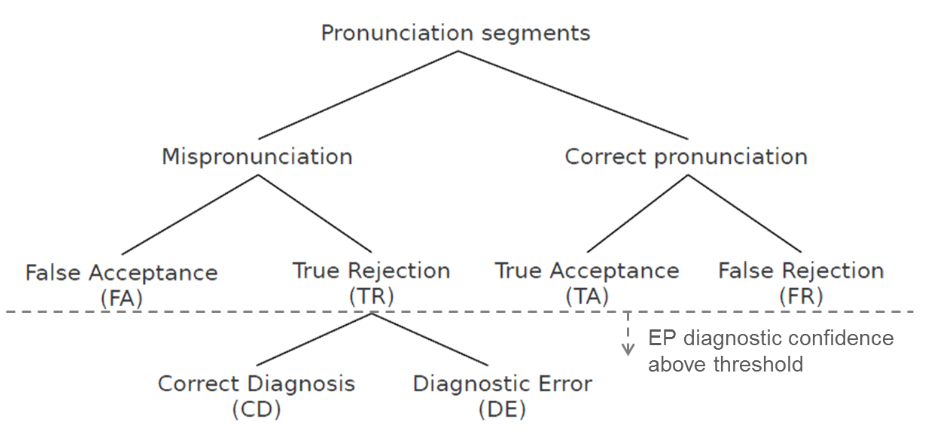 Pronunciation segments
Mispronunciation
Correct pronunciation
False Acceptance
(FA)
True Rejection
(TR)
True Acceptance
(TA)
False Rejection
(FR)
EP diagnostic confidence
above threshold
Correct Diagnosis
(CD)
Diagnostic Error
(DE)